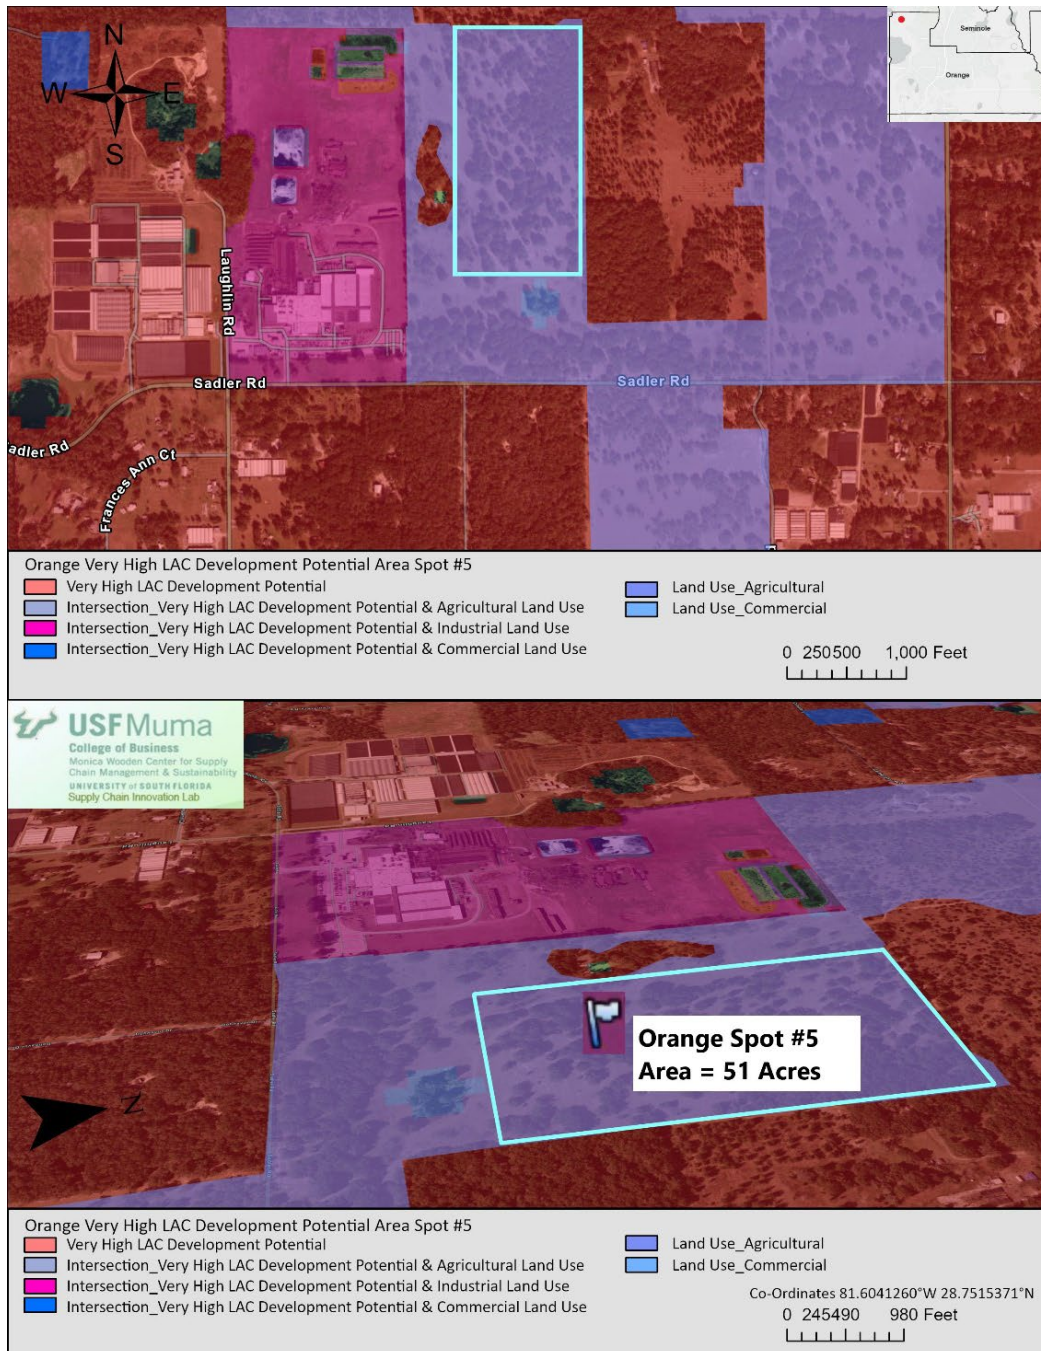 N
W E
S
Seminole
Orange
Laughlin Rd
Sadler Rd
Sadler Rd
adler Rd
Frances Ann Ct
Orange Very High LAC Development Potential Area Spot #5
Very High LAC Development Potential
Intersection_Very High LAC Development Potential & Agricultural Land Use
Intersection_Very High LAC Development Potential & Industrial Land Use
Intersection_Very High LAC Development Potential & Commercial Land Use
Land Use_Agricultural
Land Use_Commercial
0 250500 1,000 Feet
USF Muma
College of Business
Monica Wooden Center for Supply
Chain Management & Sustainability
UNIVERSITY of SOUTH FLORIDA
Supply Chain Innovation Lab
Orange Spot #5
Area = 51 Acres
N
Orange Very High LAC Development Potential Area Spot #5
Very High LAC Development Potential
Intersection_Very High LAC Development Potential & Agricultural Land Use
Intersection_Very High LAC Development Potential & Industrial Land Use
Intersection_Very High LAC Development Potential & Commercial Land Use
Land Use_Agricultural
Land Use_Commercial
Co-Ordinates 81.6041260°W 28.7515371°N
0 245490 980 Feet